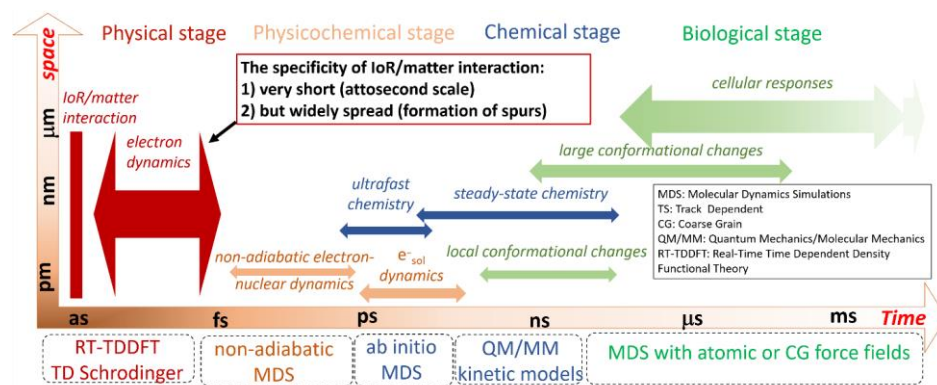 Physical stage
Physicochemical stage
Chemical stage
Biological stage
space
The specificity of IoR/matter interaction:
1) very short (attosecond scale)
2) but widely spread (formation of spurs)
cellular responses
IoR/matter
interaction
μm
electron
dynamics
large conformational changes
nm
ultrafast
chemistry
steady-state chemistry
MDS: Molecular Dynamics Simulations
TS: Track Dependent
CG: Coarse Grain
QM/MM: Quantum Mechanics/Molecular Mechanics
RT-TDDFT: Real-Time Time Dependent Density
Functional Theory
pm
non-adiabatic electron-
nuclear dynamics
e⁻sol
dynamics
local conformational changes
as
fs
ps
ns
μs
ms
Time
RT-TDDFT
TD Schrodinger
non-adiabatic
MDS
ab initio
MDS
QM/MM
kinetic models
MDS with atomic or CG force fields